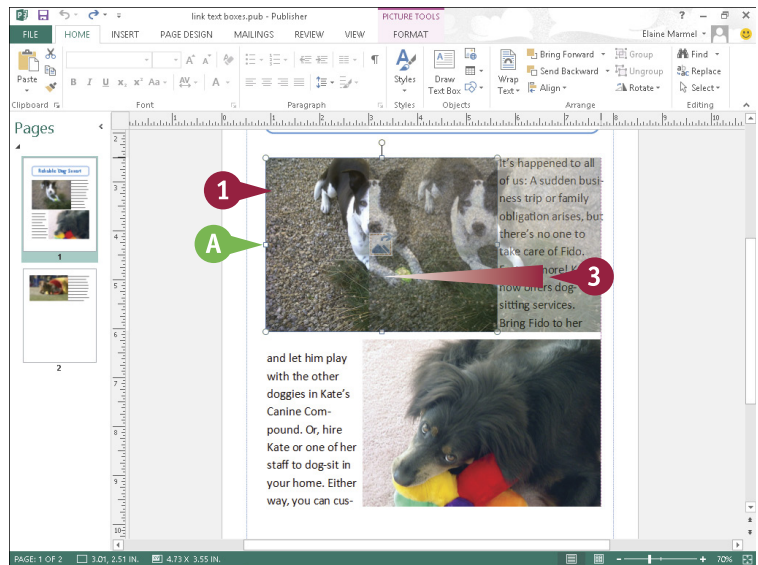 link text boxes.pub - Publisher
PICTURE TOOLS
FILE HOME INSERT PAGE DESIGN MAILINGS REVIEW VIEW FORMAT
Elaine Marmel
Paste
B I U x₂ x² Aa AV A
Styles
Draw Text Box
Wrap Text
Bring Forward
Send Backward
Align
Group
Ungroup
Rotate
Find
Replace
Select
Clipboard Font Paragraph Styles Objects Arrange Editing
Pages
Reliable Dog Scout
1
2
1
A
3
It's happened to all
of us: A sudden busi-
ness trip or family
obligation arises, but
there's no one to
take care of Fido.
more!
now offers dog-
sitting services.
Bring Fido to her
and let him play
with the other
doggies in Kate's
Canine Com-
pound. Or, hire
Kate or one of her
staff to dog-sit in
your home. Either
way, you can cus-
PAGE: 1 OF 2 3.01, 2.51 IN. 4.73 X 3.55 IN. 70%